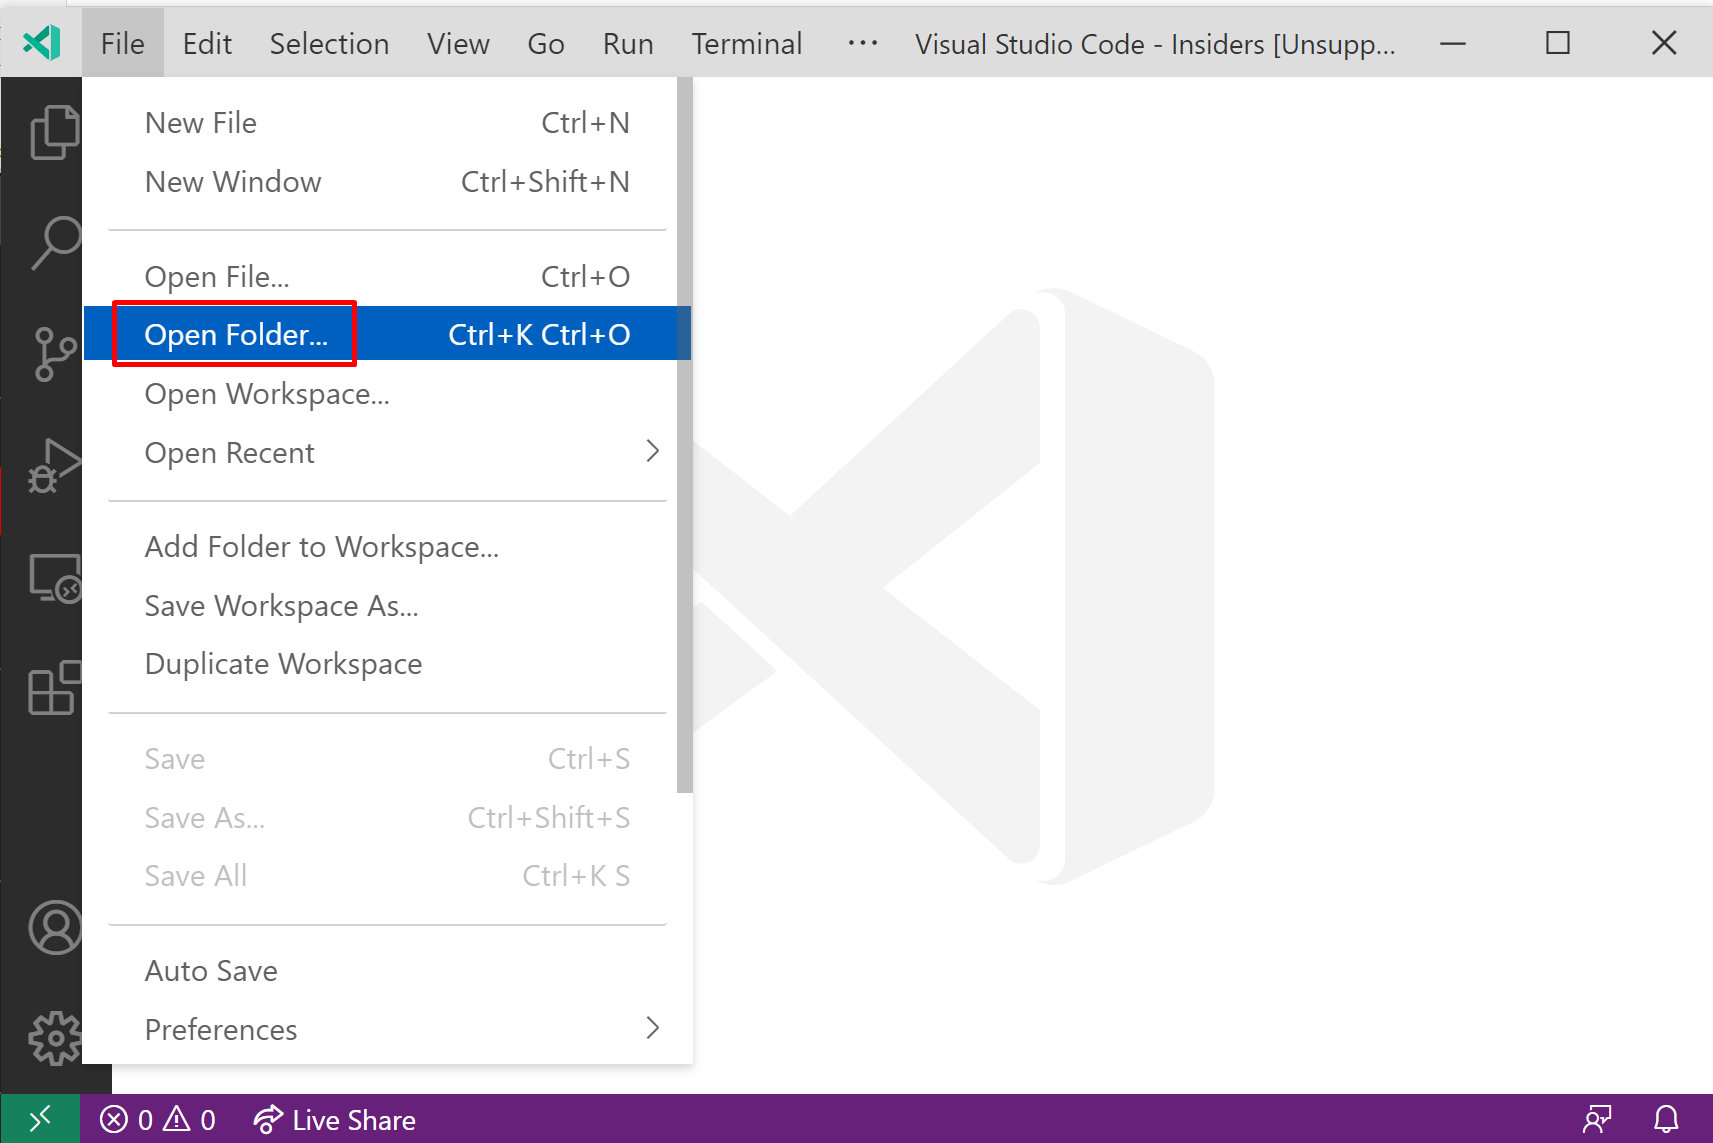 File Edit Selection View Go Run Terminal ··· Visual Studio Code - Insiders [Unsupp...
New File Ctrl+N
New Window Ctrl+Shift+N
Open File... Ctrl+O
Open Folder... Ctrl+K Ctrl+O
Open Workspace...
Open Recent
Add Folder to Workspace...
Save Workspace As...
Duplicate Workspace
Save Ctrl+S
Save As... Ctrl+Shift+S
Save All Ctrl+K S
Auto Save
Preferences
0 0 Live Share